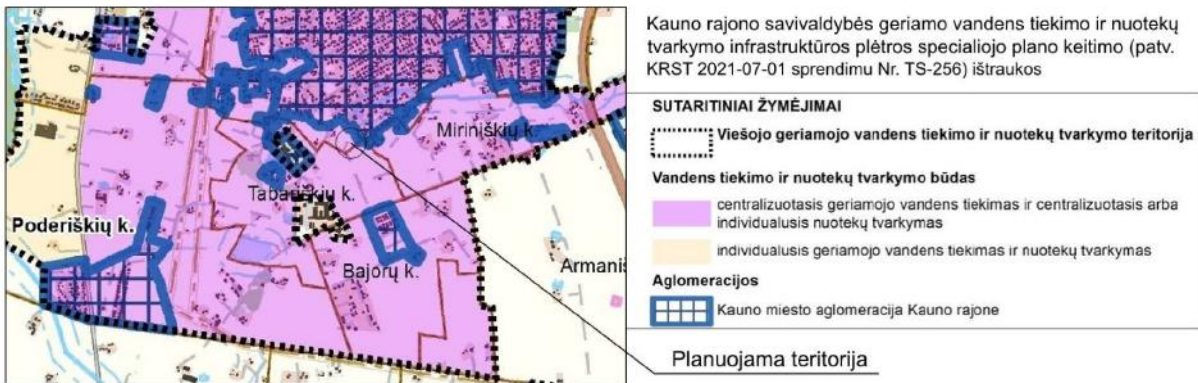 Kauno rajono savivaldybės geriamo vandens tiekimo ir nuotekų
tvarkymo infrastruktūros plėtros specialiojo plano keitimo (patv.
KRST 2021-07-01 sprendimu Nr. TS-256) ištraukos
SUTARTINIAI ŽYMĖJIMAI
Viešojo geriamojo vandens tiekimo ir nuotekų tvarkymo teritorija
Vandens tiekimo ir nuotekų tvarkymo būdas
centralizuotasis geriamojo vandens tiekimas ir centralizuotasis arba
individualusis nuotekų tvarkymas
individualusis geriamojo vandens tiekimas ir nuotekų tvarkymas
Aglomeracijos
Kauno miesto aglomeracija Kauno rajone
Planuojama teritorija
Miriniškių k.
Tabariškių k.
Poderiškių k.
Bajorų k.
Armaniš